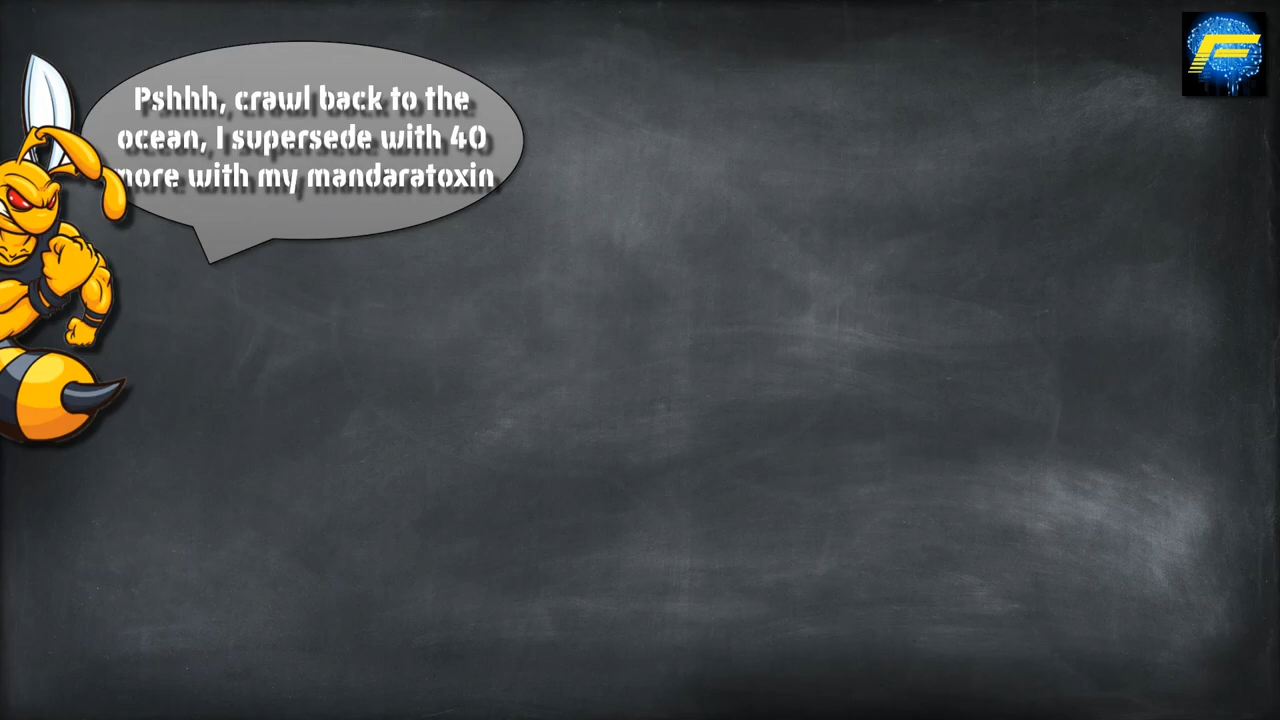 Pshhh, crawl back to the
ocean, I supersede with 40
more with my mandaratoxin